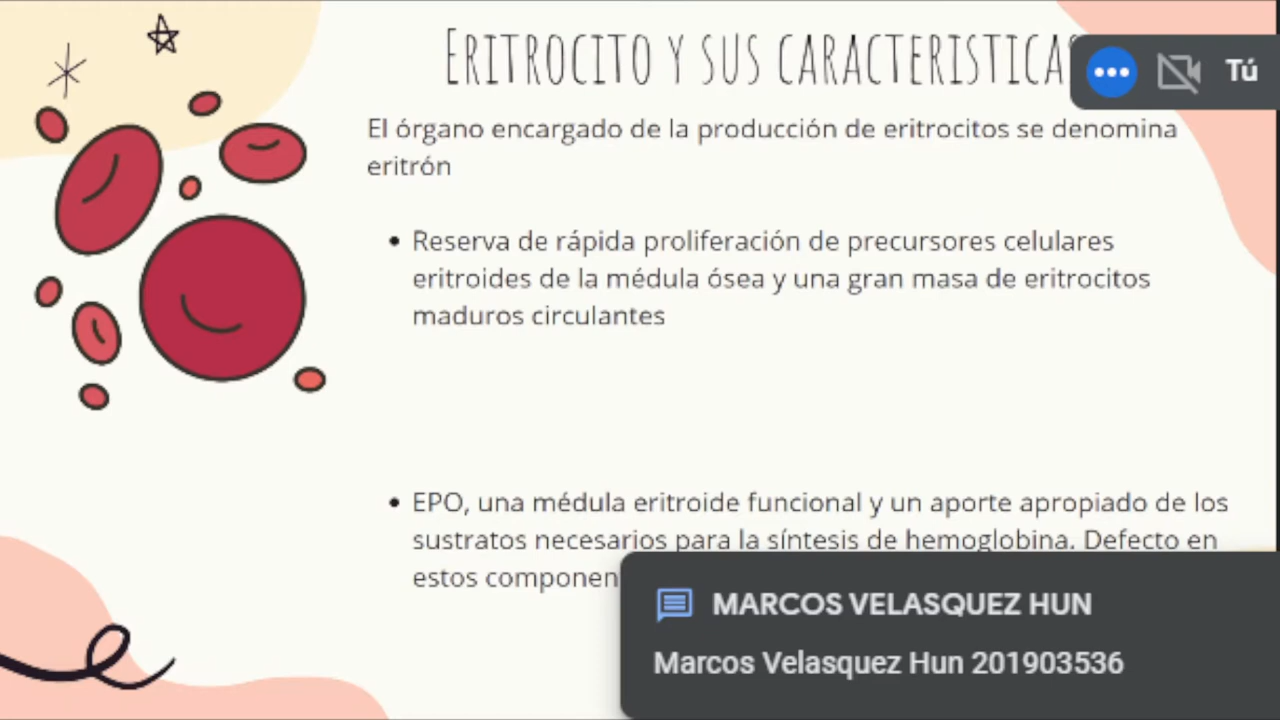 ERITROCITO Y SUS CARACTERISTICAS
Tú
El órgano encargado de la producción de eritrocitos se denomina
eritrón
• Reserva de rápida proliferación de precursores celulares
eritroides de la médula ósea y una gran masa de eritrocitos
maduros circulantes
• EPO, una médula eritroide funcional y un aporte apropiado de los
sustratos necesarios para la síntesis de hemoglobina. Defecto en
estos
MARCOS VELASQUEZ HUN
Marcos Velasquez Hun 201903536